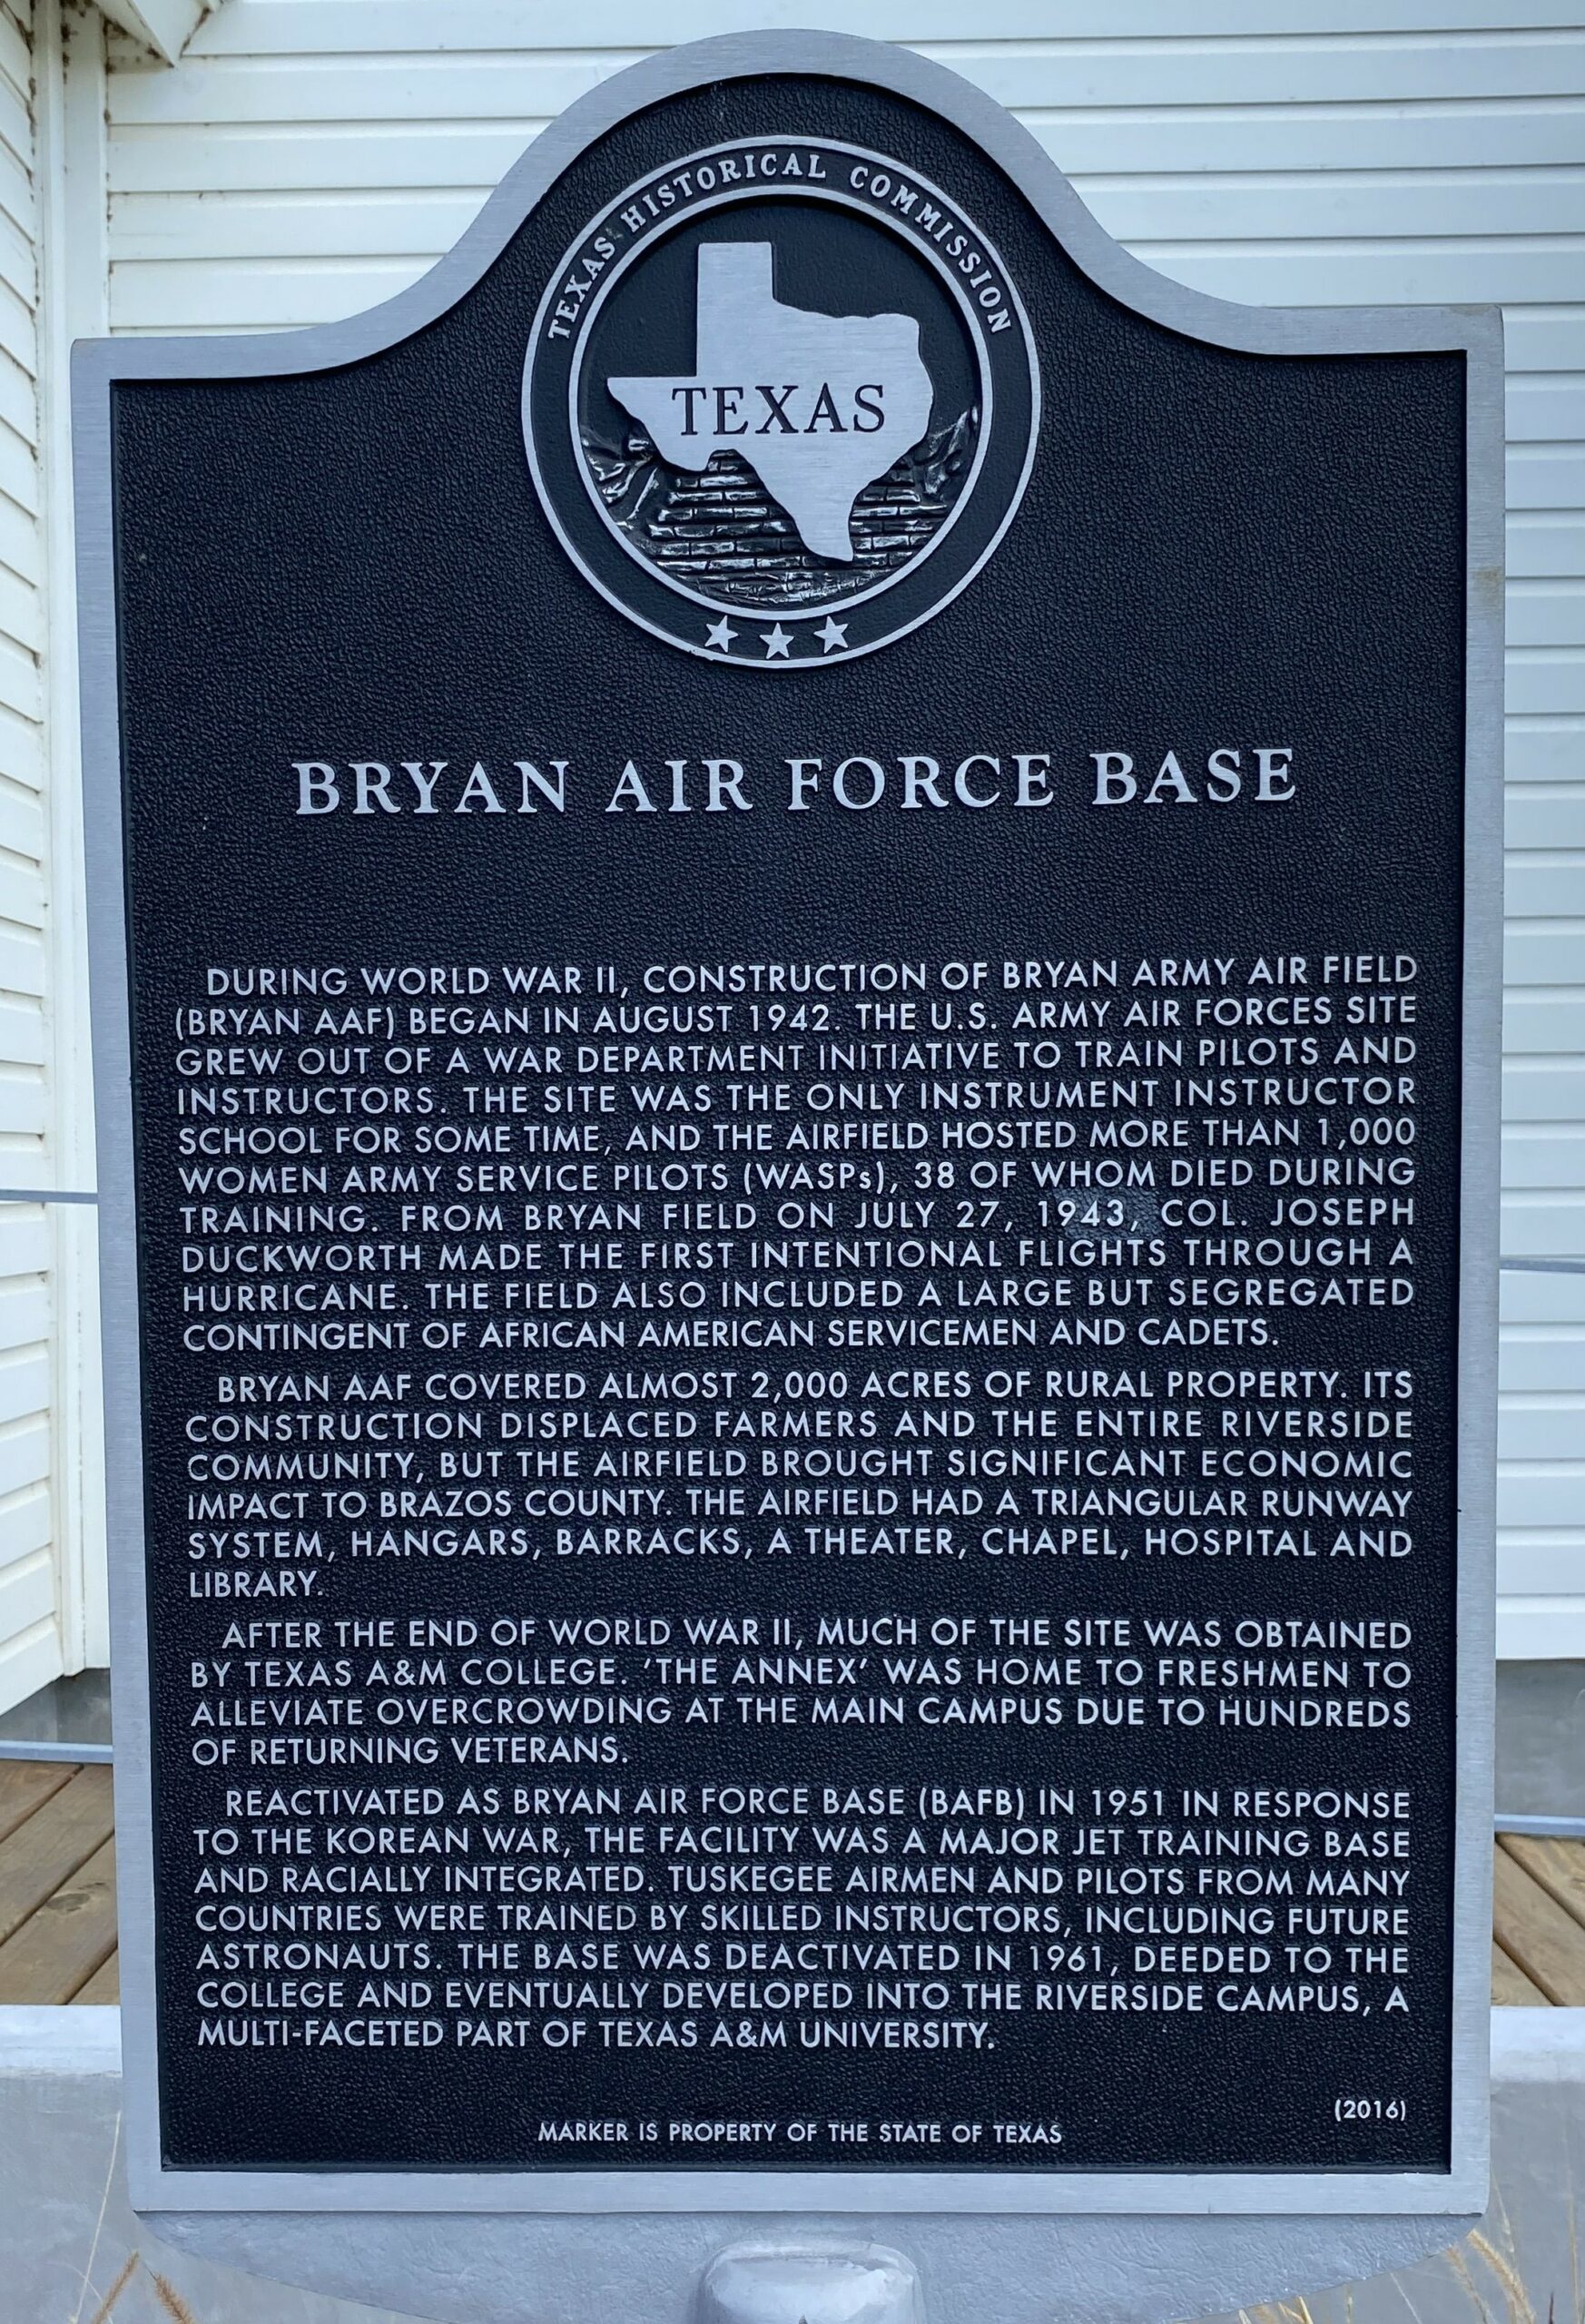 TEXAS HISTORICAL COMMISSION
TEXAS
BRYAN AIR FORCE BASE
DURING WORLD WAR II, CONSTRUCTION OF BRYAN ARMY AIR FIELD
(BRYAN AAF) BEGAN IN AUGUST 1942. THE U.S. ARMY AIR FORCES SITE
GREW OUT OF A WAR DEPARTMENT INITIATIVE TO TRAIN PILOTS AND
INSTRUCTORS. THE SITE WAS THE ONLY INSTRUMENT INSTRUCTOR
SCHOOL FOR SOME TIME, AND THE AIRFIELD HOSTED MORE THAN 1,000
WOMEN ARMY SERVICE PILOTS (WASPs), 38 OF WHOM DIED DURING
TRAINING. FROM BRYAN FIELD ON JULY 27, 1943, COL. JOSEPH
DUCKWORTH MADE THE FIRST INTENTIONAL FLIGHTS THROUGH A
HURRICANE. THE FIELD ALSO INCLUDED A LARGE BUT SEGREGATED
CONTINGENT OF AFRICAN AMERICAN SERVICEMEN AND CADETS.
BRYAN AAF COVERED ALMOST 2,000 ACRES OF RURAL PROPERTY. ITS
CONSTRUCTION DISPLACED FARMERS AND THE ENTIRE RIVERSIDE
COMMUNITY, BUT THE AIRFIELD BROUGHT SIGNIFICANT ECONOMIC
IMPACT TO BRAZOS COUNTY. THE AIRFIELD HAD A TRIANGULAR RUNWAY
SYSTEM, HANGARS, BARRACKS, A THEATER, CHAPEL, HOSPITAL AND
LIBRARY.
AFTER THE END OF WORLD WAR II, MUCH OF THE SITE WAS OBTAINED
BY TEXAS A&M COLLEGE. 'THE ANNEX' WAS HOME TO FRESHMEN TO
ALLEVIATE OVERCROWDING AT THE MAIN CAMPUS DUE TO HUNDREDS
OF RETURNING VETERANS.
REACTIVATED AS BRYAN AIR FORCE BASE (BAFB) IN 1951 IN RESPONSE
TO THE KOREAN WAR, THE FACILITY WAS A MAJOR JET TRAINING BASE
AND RACIALLY INTEGRATED. TUSKEGEE AIRMEN AND PILOTS FROM MANY
COUNTRIES WERE TRAINED BY SKILLED INSTRUCTORS, INCLUDING FUTURE
ASTRONAUTS. THE BASE WAS DEACTIVATED IN 1961, DEEDED TO THE
COLLEGE AND EVENTUALLY DEVELOPED INTO THE RIVERSIDE CAMPUS, A
MULTI-FACETED PART OF TEXAS A&M UNIVERSITY.
(2016)
MARKER IS PROPERTY OF THE STATE OF TEXAS